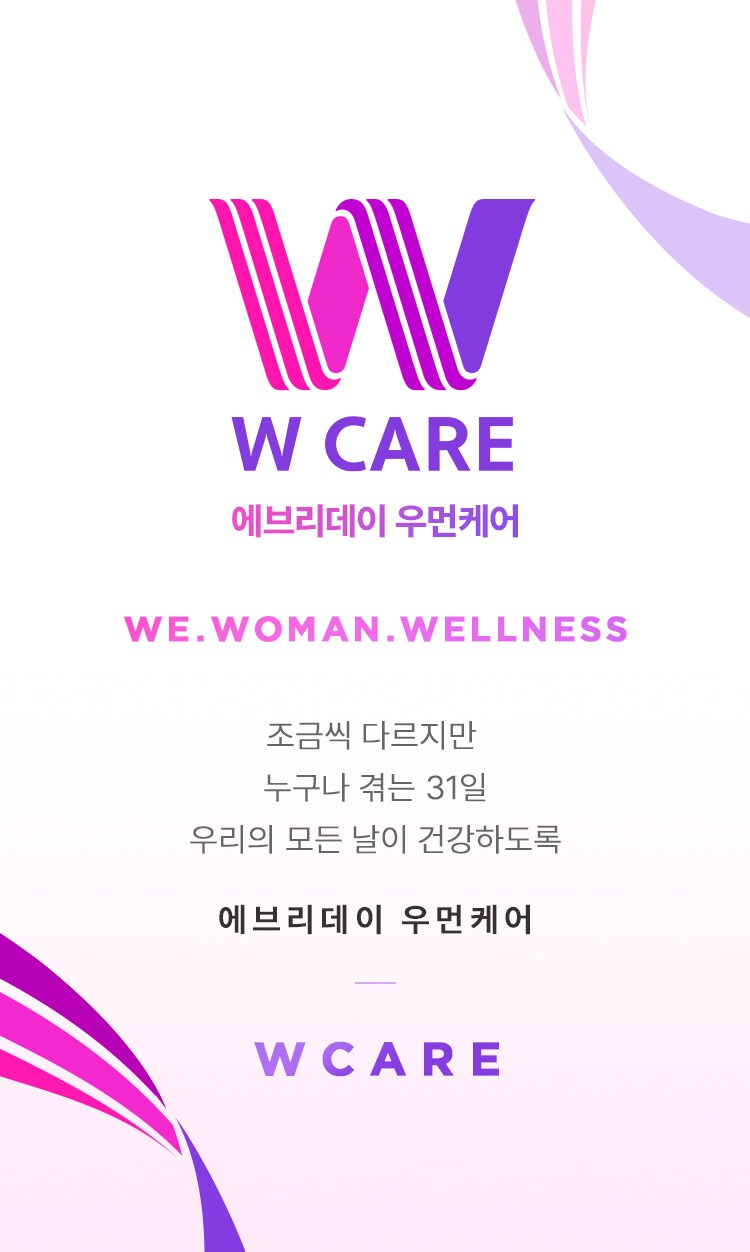 W CARE
에브리데이 우먼케어
WE.WOMAN.WELLNESS
조금씩 다르지만
누구나 겪는 31일
우리의 모든 날이 건강하도록
에브리데이 우먼케어
WCARE